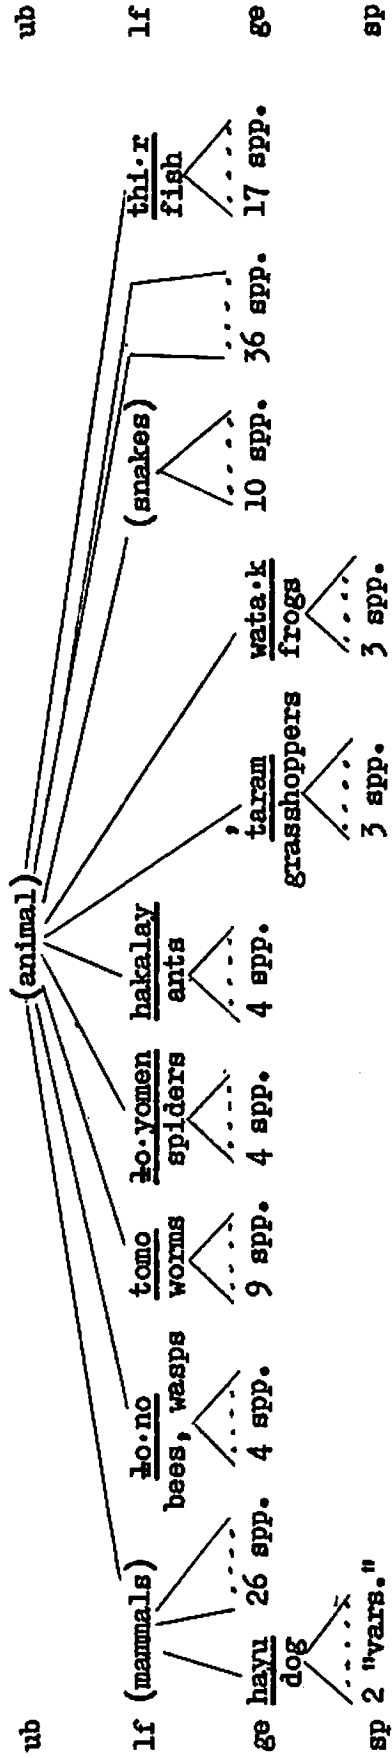 ub (animal) ub
lf (mammals) ło·no tomo ło·yomen hakalay (snakes) thi·r lf
bees, wasps worms spiders ants fish
ge hayu 26 spp. 4 spp. 9 spp. 4 spp. 4 spp. 'taram wata·k 10 spp. 36 spp. 17 spp. ge
dog grasshoppers frogs
sp 2 "vars." 3 spp. 3 spp. sp